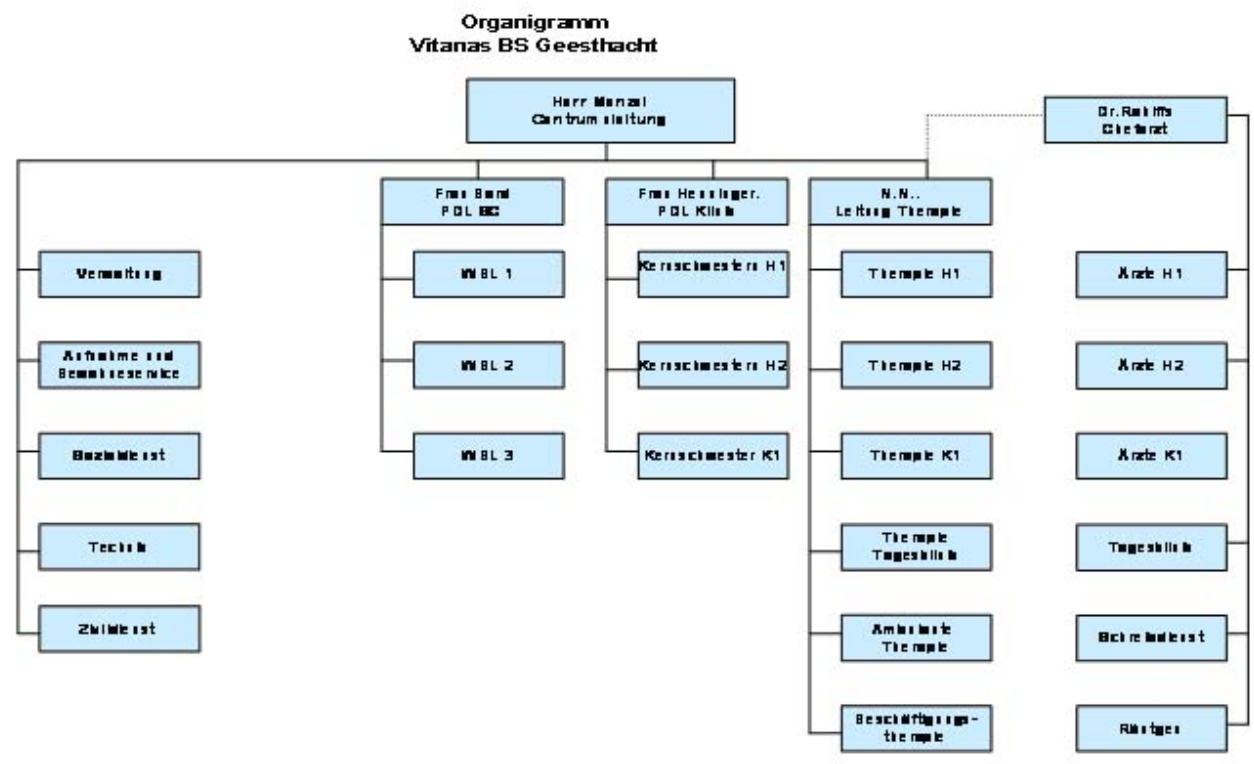 Organigramm
Vitanas BS Geesthacht
Herr Menzel
Centrumsleitung
Chefarzt
Frau
PDL
Frau
PDL Klinik
N.N..
Leitung Therapie
Verwaltung
WBL 1
Kernschwestern H1
Therapie H1
Ärzte H1
Aufnahme und
WBL 2
Kernschwestern H2
Therapie H2
Ärzte H2
Sozialdienst
WBL 3
Kernschwester K1
Therapie K1
Ärzte K1
Technik
Therapie
Tagesklinik
Tagesklinik
Zivildienst
Ambulante
Therapie
Schreibdienst
Beschäftigungs-
therapie
Röntgen